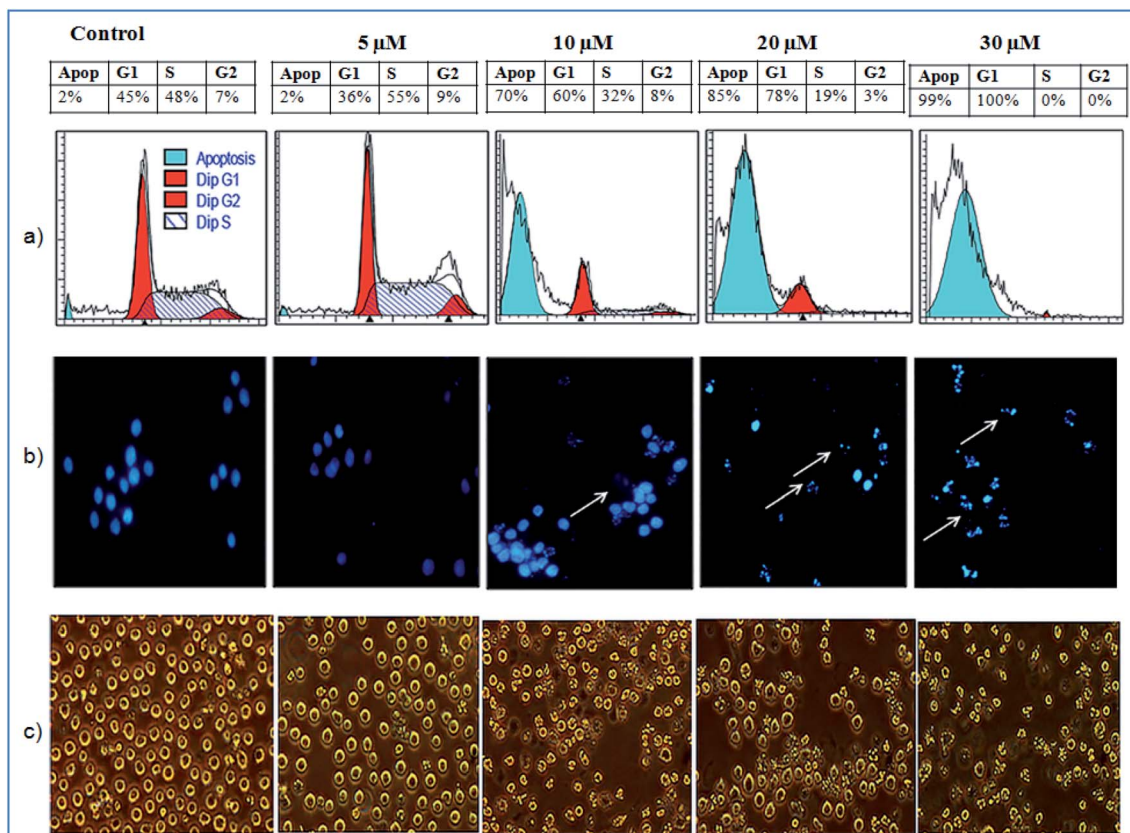 Control
5 µM
10 µM
20 µM
30 µM
Apop G1 S G2
2% 45% 48% 7%
Apop G1 S G2
2% 36% 55% 9%
Apop G1 S G2
70% 60% 32% 8%
Apop G1 S G2
85% 78% 19% 3%
Apop G1 S G2
99% 100% 0% 0%
a)
Apoptosis
Dip G1
Dip G2
Dip S
b)
c)